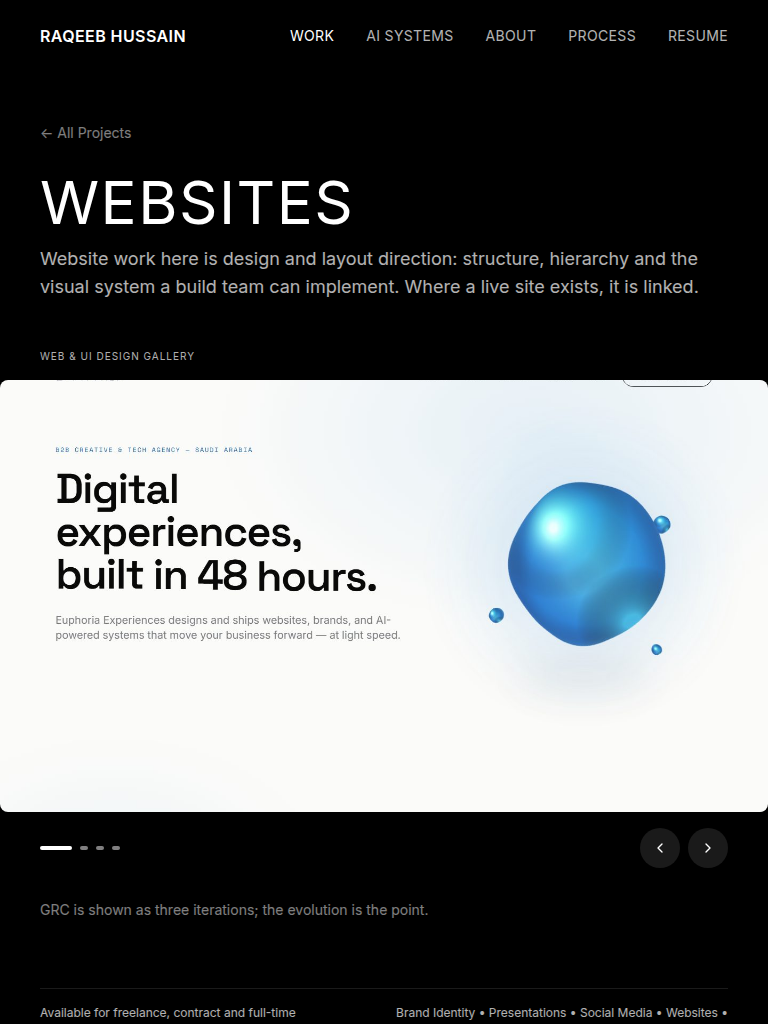 RAQEEB HUSSAIN
WORK
AI SYSTEMS
ABOUT
PROCESS
RESUME
← All Projects
WEBSITES
Website work here is design and layout direction: structure, hierarchy and the
visual system a build team can implement. Where a live site exists, it is linked.
WEB & UI DESIGN GALLERY
B2B CREATIVE & TECH AGENCY — SAUDI ARABIA
Digital
experiences,
built in 48 hours.
Euphoria Experiences designs and ships websites, brands, and AI-
powered systems that move your business forward — at light speed.
GRC is shown as three iterations; the evolution is the point.
Available for freelance, contract and full-time
Brand Identity • Presentations • Social Media • Websites •